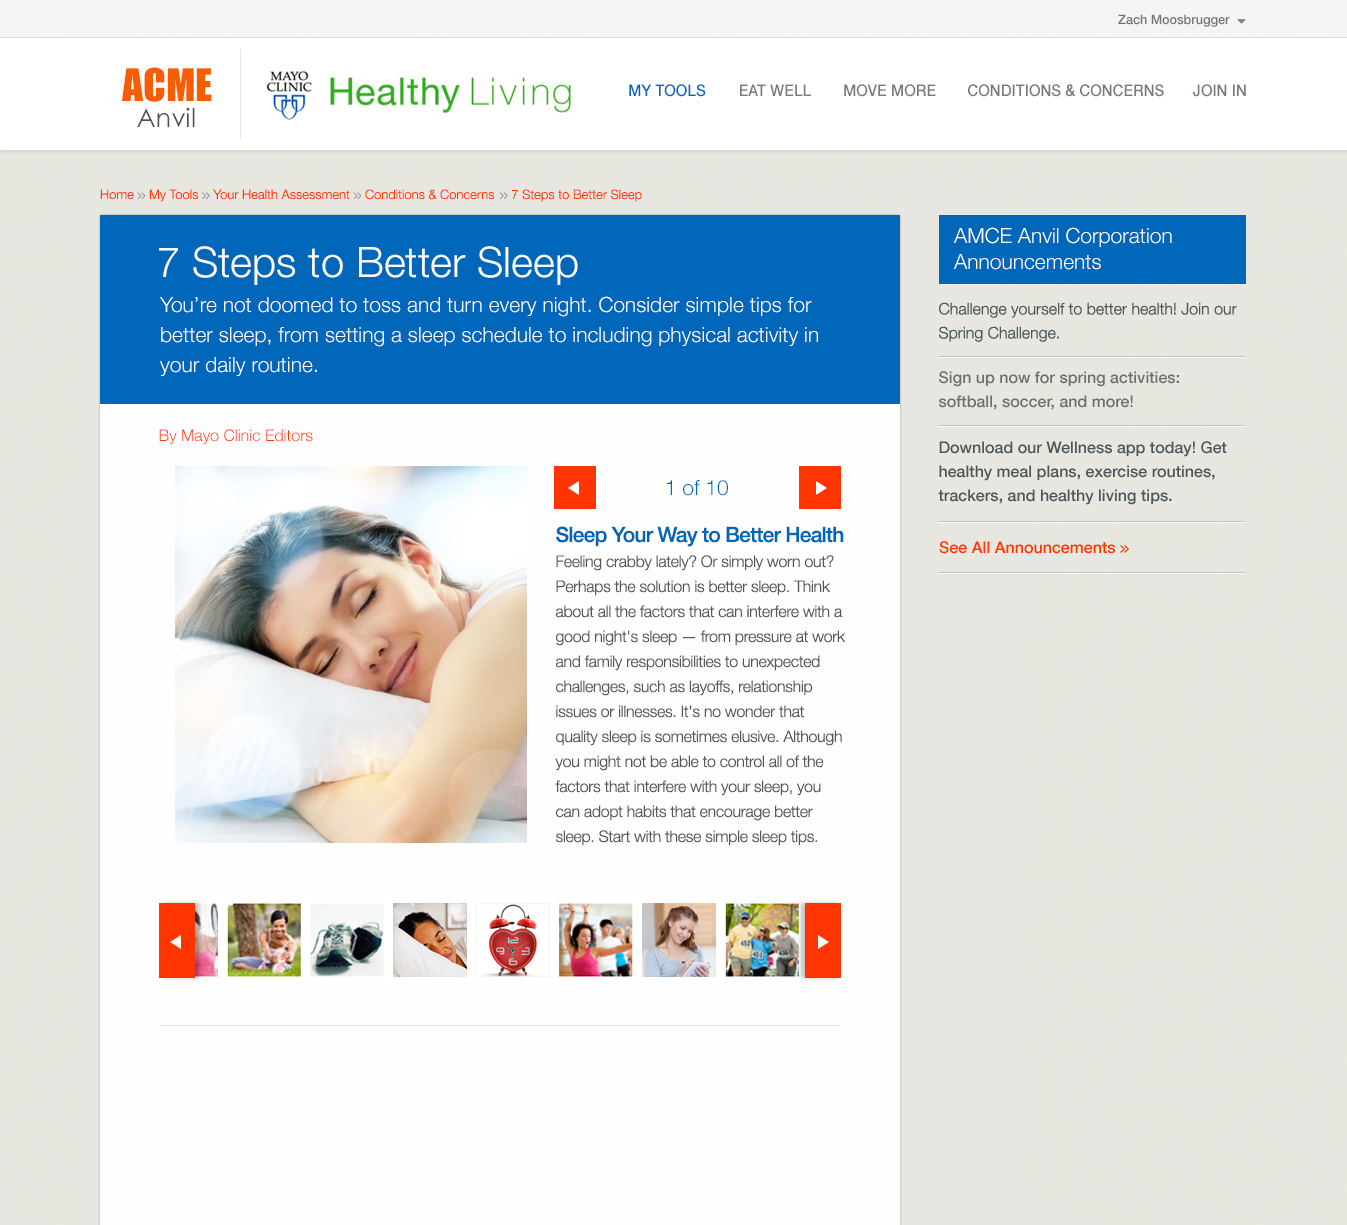 Zach Moosbrugger
ACME
Anvil
MAYO
CLINIC
Healthy Living
MY TOOLS
EAT WELL
MOVE MORE
CONDITIONS & CONCERNS
JOIN IN
Home » My Tools » Your Health Assessment » Conditions & Concerns » 7 Steps to Better Sleep
7 Steps to Better Sleep
You're not doomed to toss and turn every night. Consider simple tips for
better sleep, from setting a sleep schedule to including physical activity in
your daily routine.
By Mayo Clinic Editors
1 of 10
Sleep Your Way to Better Health
Feeling crabby lately? Or simply worn out?
Perhaps the solution is better sleep. Think
about all the factors that can interfere with a
good night's sleep — from pressure at work
and family responsibilities to unexpected
challenges, such as layoffs, relationship
issues or illnesses. It's no wonder that
quality sleep is sometimes elusive. Although
you might not be able to control all of the
factors that interfere with your sleep, you
can adopt habits that encourage better
sleep. Start with these simple sleep tips.
12
9
3
6
452
AMCE Anvil Corporation
Announcements
Challenge yourself to better health! Join our
Spring Challenge.
Sign up now for spring activities:
softball, soccer, and more!
Download our Wellness app today! Get
healthy meal plans, exercise routines,
trackers, and healthy living tips.
See All Announcements »